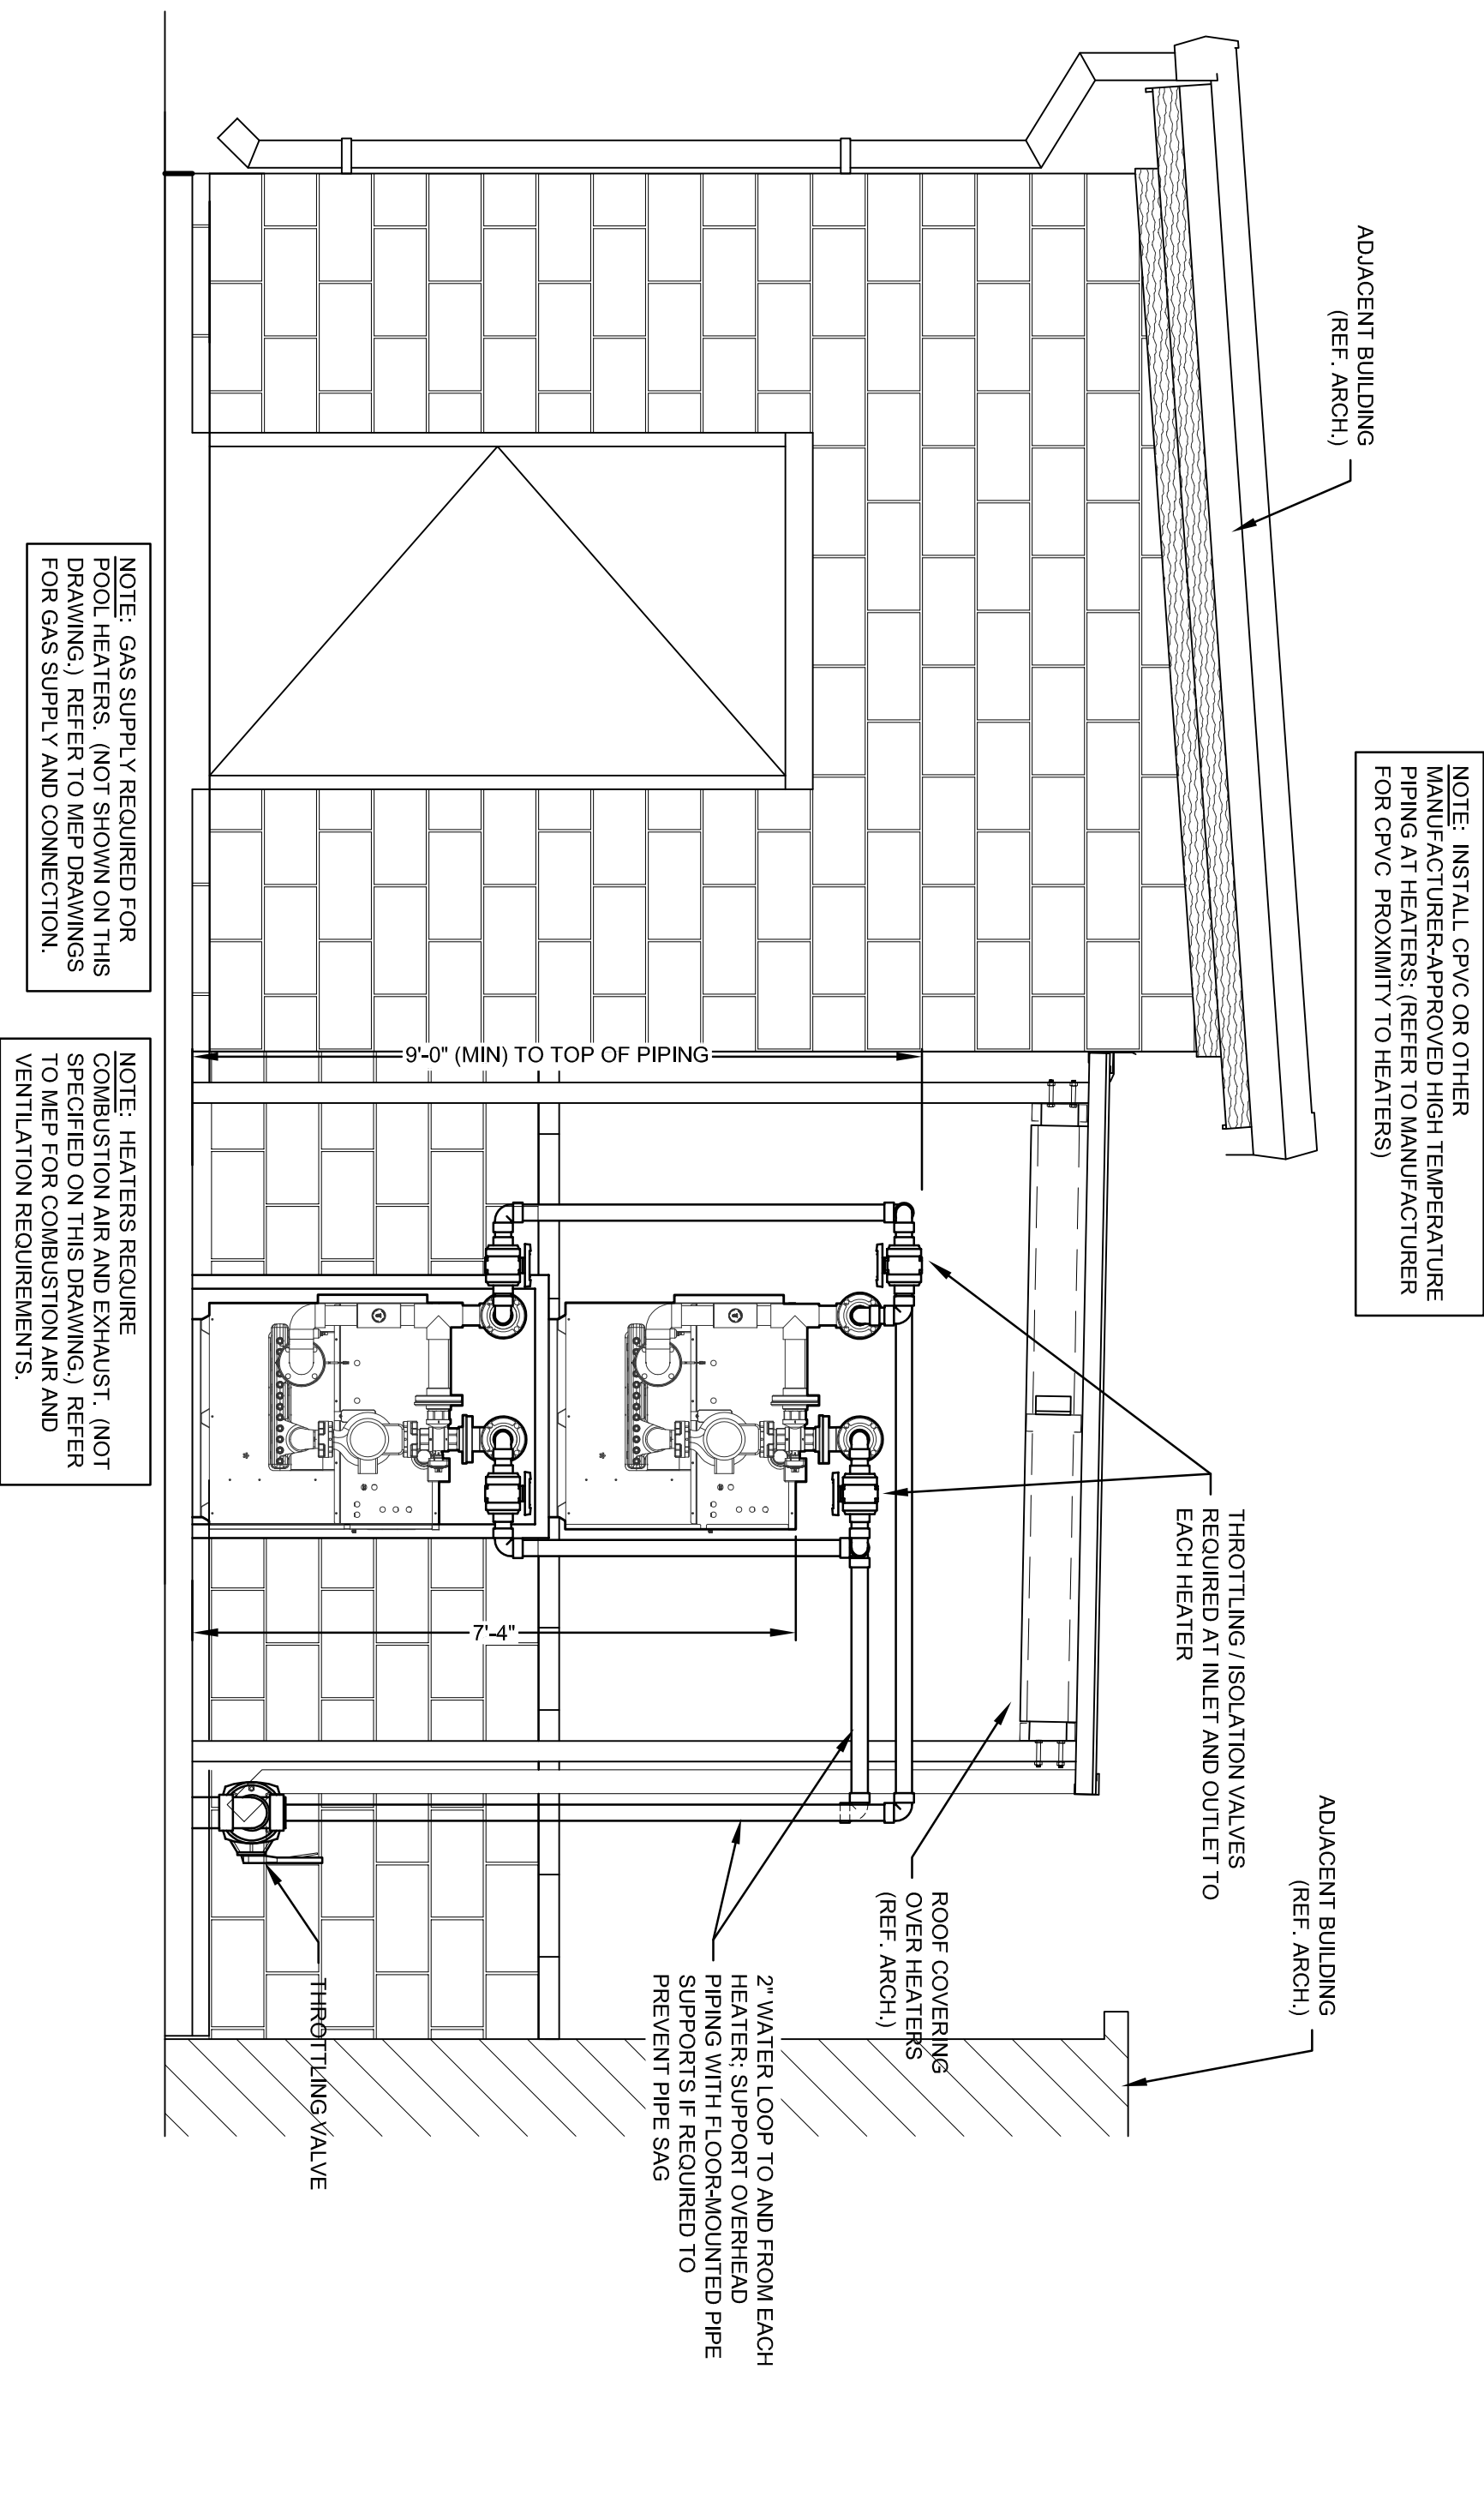 ADJACENT BUILDING
(REF. ARCH.)
NOTE: INSTALL CPVC OR OTHER
MANUFACTURER-APPROVED HIGH TEMPERATURE
PIPING AT HEATERS; (REFER TO MANUFACTURER
FOR CPVC PROXIMITY TO HEATERS)
THROTTLING / ISOLATION VALVES
REQUIRED AT INLET AND OUTLET TO
EACH HEATER
ADJACENT BUILDING
(REF. ARCH.)
ROOF COVERING
OVER HEATERS
(REF. ARCH.)
2" WATER LOOP TO AND FROM EACH
HEATER; SUPPORT OVERHEAD
PIPING WITH FLOOR-MOUNTED PIPE
SUPPORTS IF REQUIRED TO
PREVENT PIPE SAG
9'-0" (MIN) TO TOP OF PIPING
7'-4"
THROTTLING VALVE
NOTE: GAS SUPPLY REQUIRED FOR
POOL HEATERS. (NOT SHOWN ON THIS
DRAWING.) REFER TO MEP DRAWINGS
FOR GAS SUPPLY AND CONNECTION.
NOTE: HEATERS REQUIRE
COMBUSTION AIR AND EXHAUST. (NOT
SPECIFIED ON THIS DRAWING.) REFER
TO MEP FOR COMBUSTION AIR AND
VENTILATION REQUIREMENTS.